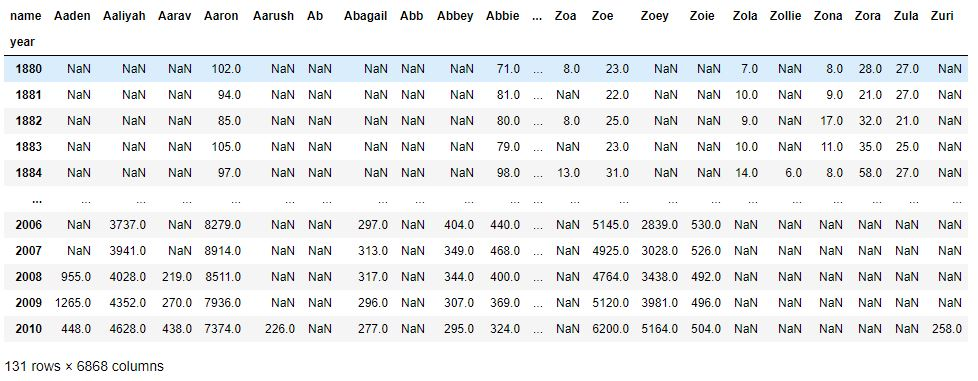 name Aaden Aaliyah Aarav Aaron Aarush Ab Abagail Abb Abbey Abbie ... Zoa Zoe Zoey Zoie Zola Zollie Zona Zora Zula Zuri
year
1880 NaN NaN NaN 102.0 NaN NaN NaN NaN NaN 71.0 ... 8.0 23.0 NaN NaN 7.0 NaN 8.0 28.0 27.0 NaN
1881 NaN NaN NaN 94.0 NaN NaN NaN NaN NaN 81.0 ... NaN 22.0 NaN NaN 10.0 NaN 9.0 21.0 27.0 NaN
1882 NaN NaN NaN 85.0 NaN NaN NaN NaN NaN 80.0 ... 8.0 25.0 NaN NaN 9.0 NaN 17.0 32.0 21.0 NaN
1883 NaN NaN NaN 105.0 NaN NaN NaN NaN NaN 79.0 ... NaN 23.0 NaN NaN 10.0 NaN 11.0 35.0 25.0 NaN
1884 NaN NaN NaN 97.0 NaN NaN NaN NaN NaN 98.0 ... 13.0 31.0 NaN NaN 14.0 6.0 8.0 58.0 27.0 NaN
... ... ... ... ... ... ... ... ... ... ... ... ... ... ... ... ... ... ... ... ... ...
2006 NaN 3737.0 NaN 8279.0 NaN NaN 297.0 NaN 404.0 440.0 ... NaN 5145.0 2839.0 530.0 NaN NaN NaN NaN NaN NaN
2007 NaN 3941.0 NaN 8914.0 NaN NaN 313.0 NaN 349.0 468.0 ... NaN 4925.0 3028.0 526.0 NaN NaN NaN NaN NaN NaN
2008 955.0 4028.0 219.0 8511.0 NaN NaN 317.0 NaN 344.0 400.0 ... NaN 4764.0 3438.0 492.0 NaN NaN NaN NaN NaN NaN
2009 1265.0 4352.0 270.0 7936.0 NaN NaN 296.0 NaN 307.0 369.0 ... NaN 5120.0 3981.0 496.0 NaN NaN NaN NaN NaN NaN
2010 448.0 4628.0 438.0 7374.0 226.0 NaN 277.0 NaN 295.0 324.0 ... NaN 6200.0 5164.0 504.0 NaN NaN NaN NaN NaN 258.0
131 rows × 6868 columns